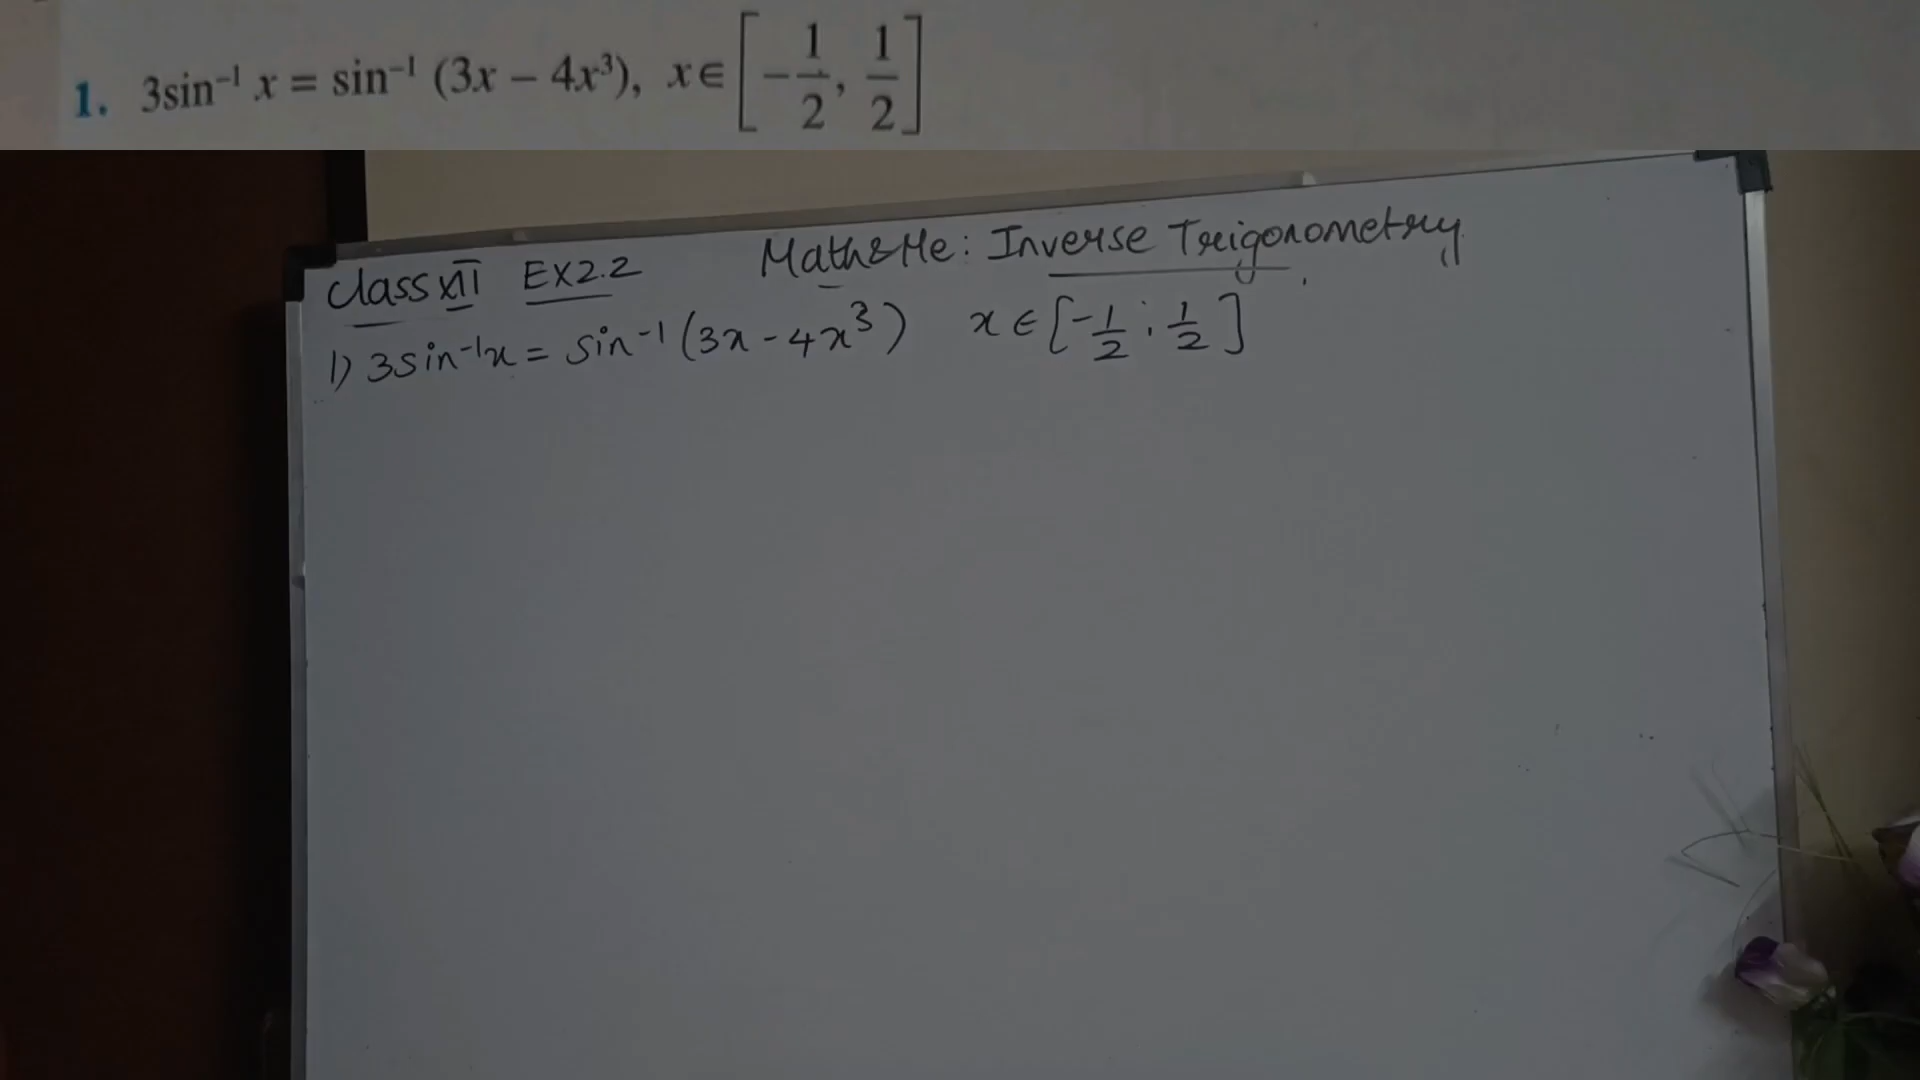 1. 3sin⁻¹ x = sin⁻¹ (3x – 4x³), x∈[-1/2, 1/2]
Math&Me: Inverse Trigonometry
Class XII EX2.2
1) 3sin⁻¹x = sin⁻¹(3x-4x³) x∈[-1/2, 1/2]